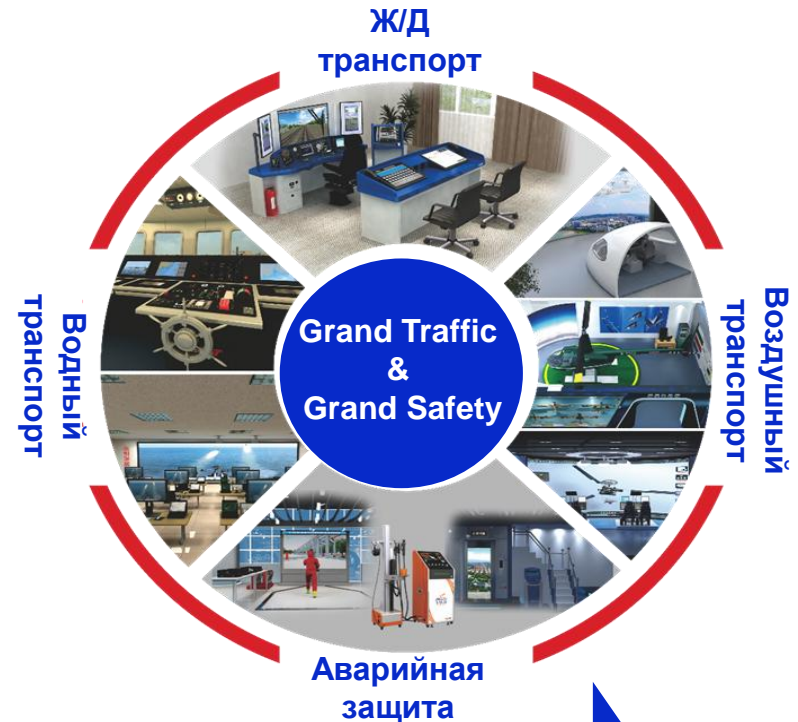 Ж/Д
транспорт
Водный
транспорт
Grand Traffic
&
Grand Safety
Воздушный
транспорт
Аварийная
защита